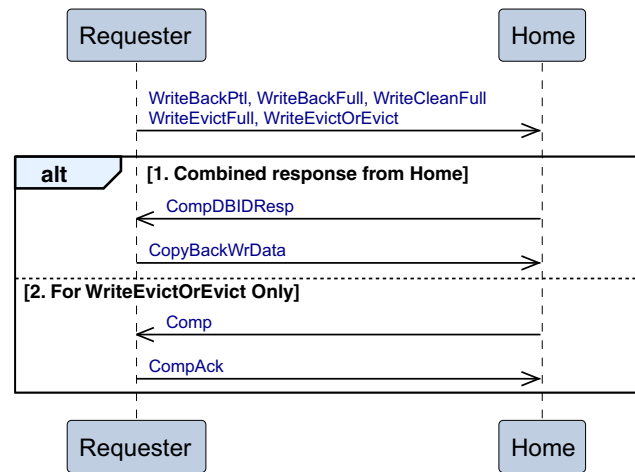 Requester
Home
WriteBackPtl, WriteBackFull, WriteCleanFull
WriteEvictFull, WriteEvictOrEvict
alt
[1. Combined response from Home]
CompDBIDResp
CopyBackWrData
[2. For WriteEvictOrEvict Only]
Comp
CompAck
Requester
Home